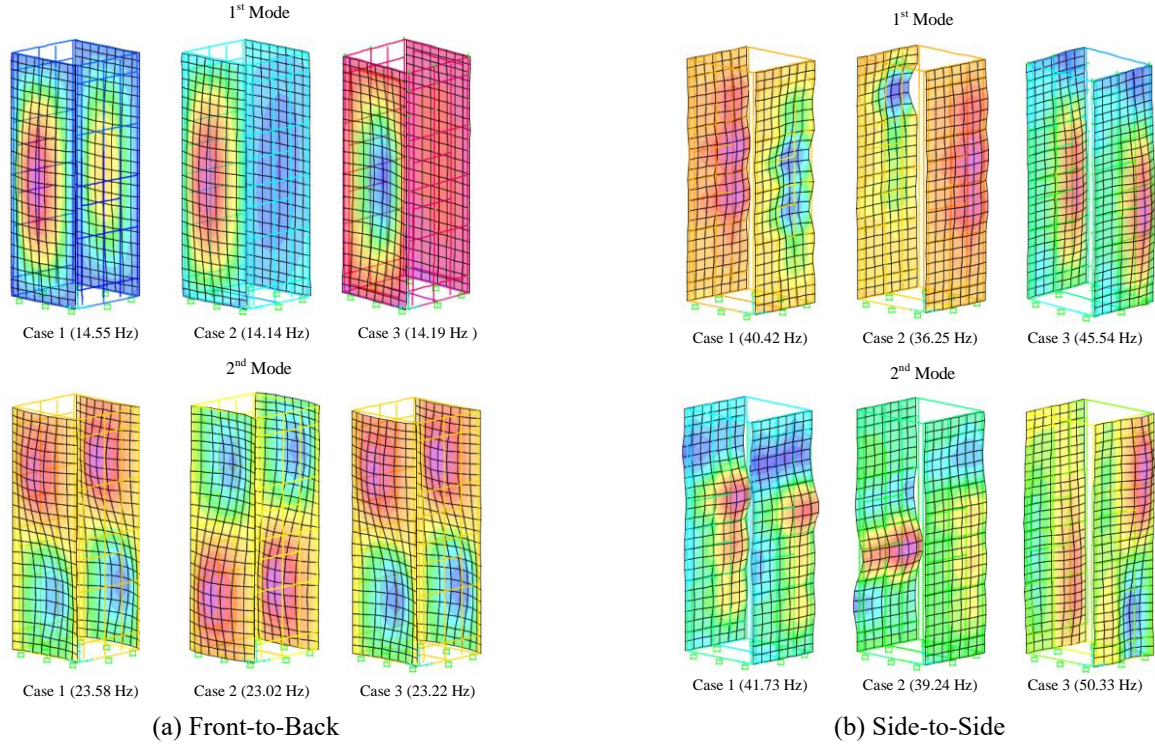 1st Mode
Case 1 (14.55 Hz)
Case 2 (14.14 Hz)
Case 3 (14.19 Hz )
2nd Mode
Case 1 (23.58 Hz)
Case 2 (23.02 Hz)
Case 3 (23.22 Hz)
(a) Front-to-Back
1st Mode
Case 1 (40.42 Hz)
Case 2 (36.25 Hz)
Case 3 (45.54 Hz)
2nd Mode
Case 1 (41.73 Hz)
Case 2 (39.24 Hz)
Case 3 (50.33 Hz)
(b) Side-to-Side